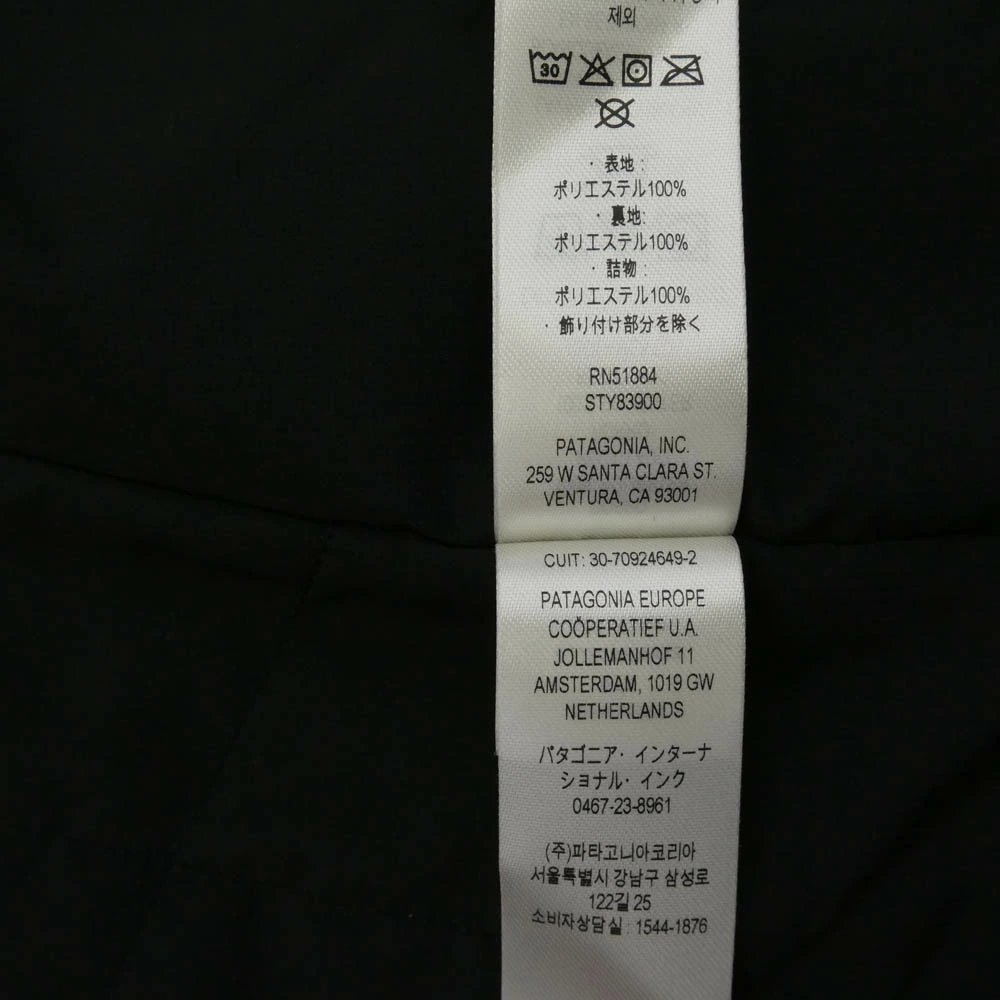 제외
30
・表地:
ポリエステル100%
・裏地:
ポリエステル100%
・詰物:
ポリエステル100%
・飾り付け部分を除く
RN51884
STY83900
PATAGONIA, INC.
259 W SANTA CLARA ST.
VENTURA, CA 93001
CUIT: 30-70924649-2
PATAGONIA EUROPE
COÖPERATIEF U.A.
JOLLEMANHOF 11
AMSTERDAM, 1019 GW
NETHERLANDS
パタゴニア・インターナ
ショナル・インク
0467-23-8961
(주)파타고니아코리아
서울특별시 강남구 삼성로
122길 25
소비자상담실 : 1544-1876